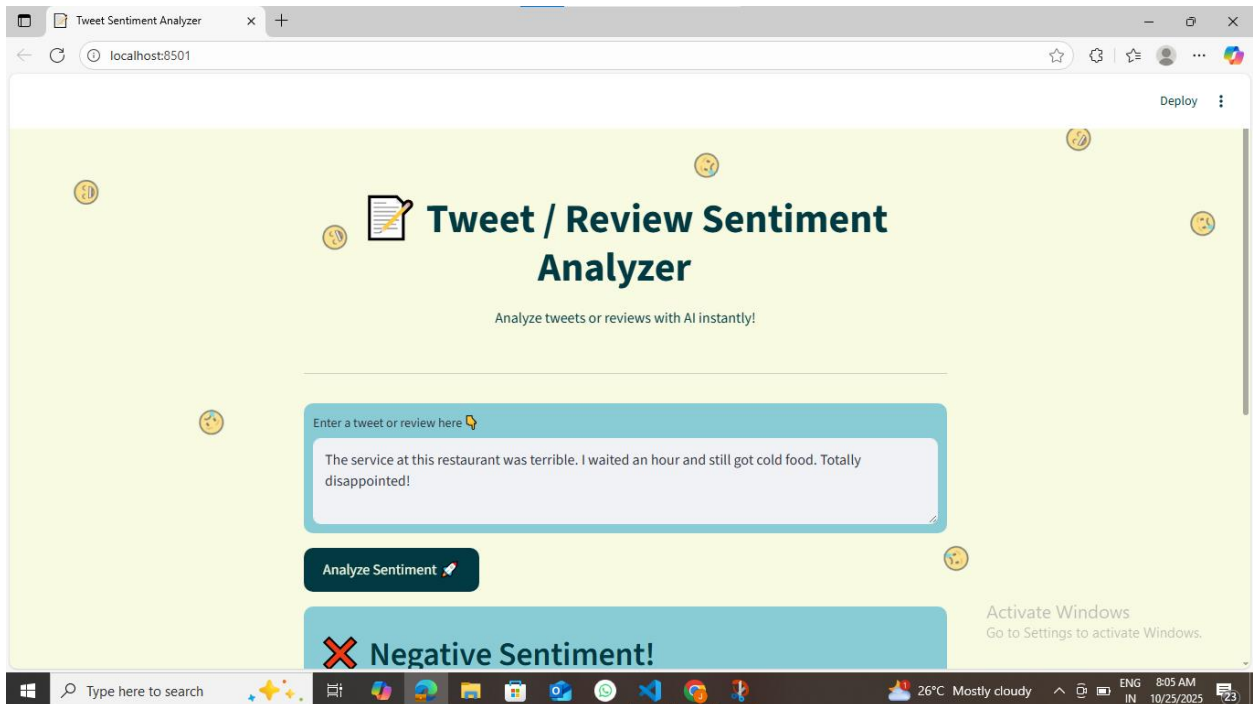 Tweet Sentiment Analyzer
localhost:8501
Deploy
Tweet / Review Sentiment
Analyzer
Analyze tweets or reviews with AI instantly!
Enter a tweet or review here
The service at this restaurant was terrible. I waited an hour and still got cold food. Totally
disappointed!
Analyze Sentiment
Negative Sentiment!
Activate Windows
Go to Settings to activate Windows.
Type here to search
26°C Mostly cloudy
ENG
IN
8:05 AM
10/25/2025
23